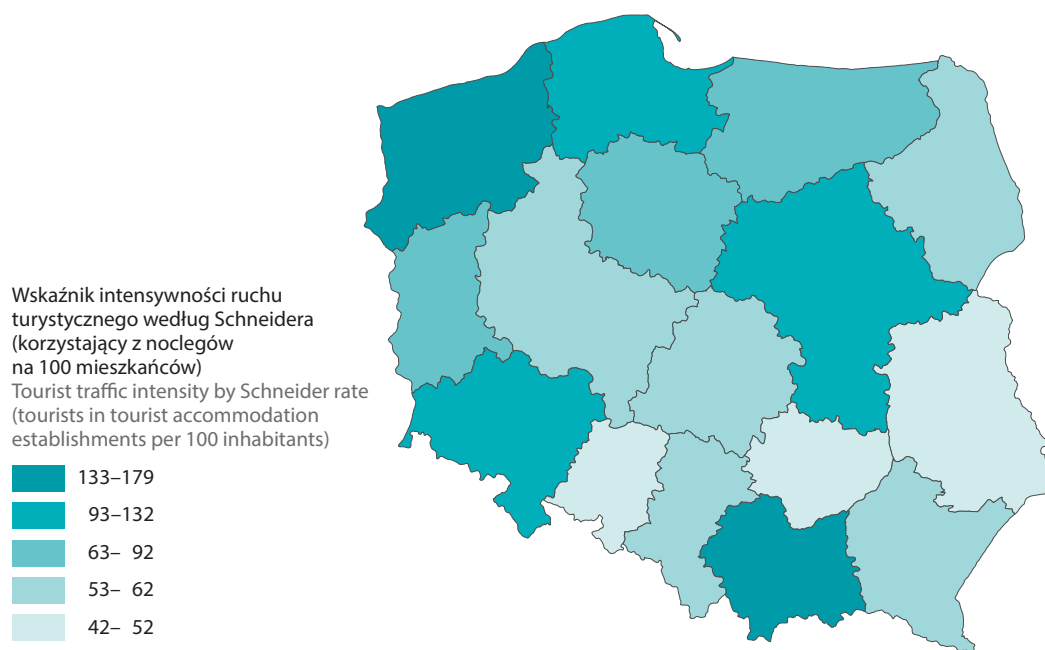 Wskaźnik intensywności ruchu
turystycznego według Schneidera
(korzystający z noclegów
na 100 mieszkańców)
Tourist traffic intensity by Schneider rate
(tourists in tourist accommodation
establishments per 100 inhabitants)
133–179
93–132
63– 92
53– 62
42– 52